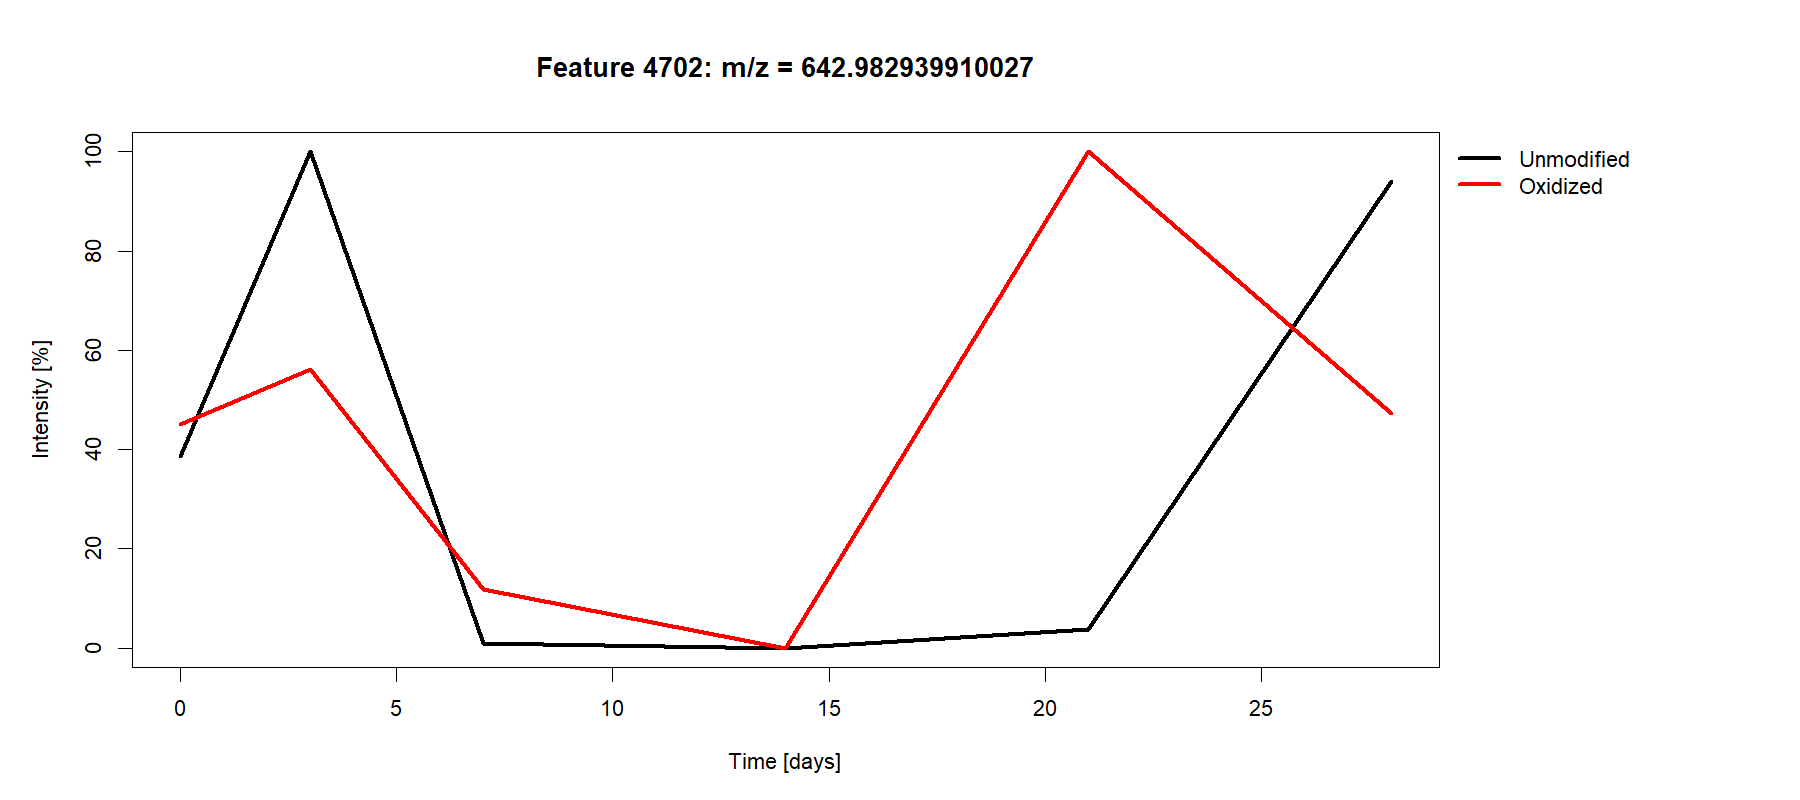 Feature 4702: m/z = 642.982939910027
Unmodified
Oxidized
Intensity [%]
100
80
60
40
20
0
0 5 10 15 20 25
Time [days]